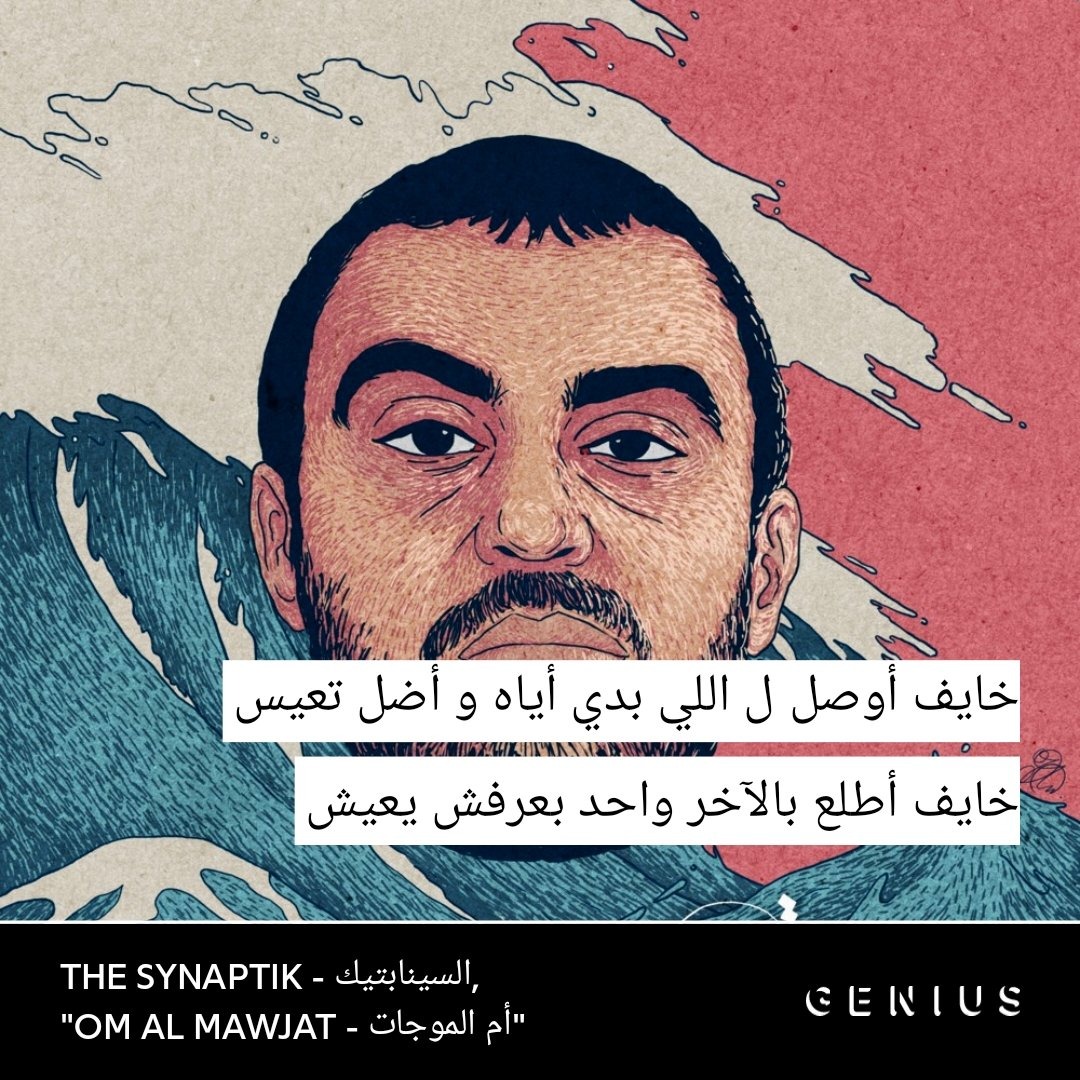 خايف أوصل ل اللي بدي أياه و أضل تعيس
خايف أطلع بالآخر واحد بعرفش يعيش
THE SYNAPTIK - السينابتيك,
"OM AL MAWJAT - أم الموجات"
GENIUS